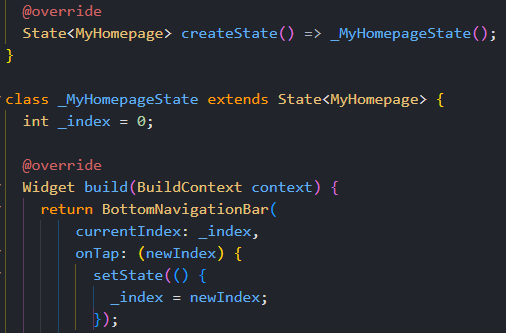 @override
State<MyHomepage> createState() => _MyHomepageState();
}
class _MyHomepageState extends State<MyHomepage> {
int _index = 0;
@override
Widget build(BuildContext context) {
return BottomNavigationBar(
currentIndex: _index,
onTap: (newIndex) {
setState(() {
_index = newIndex;
});